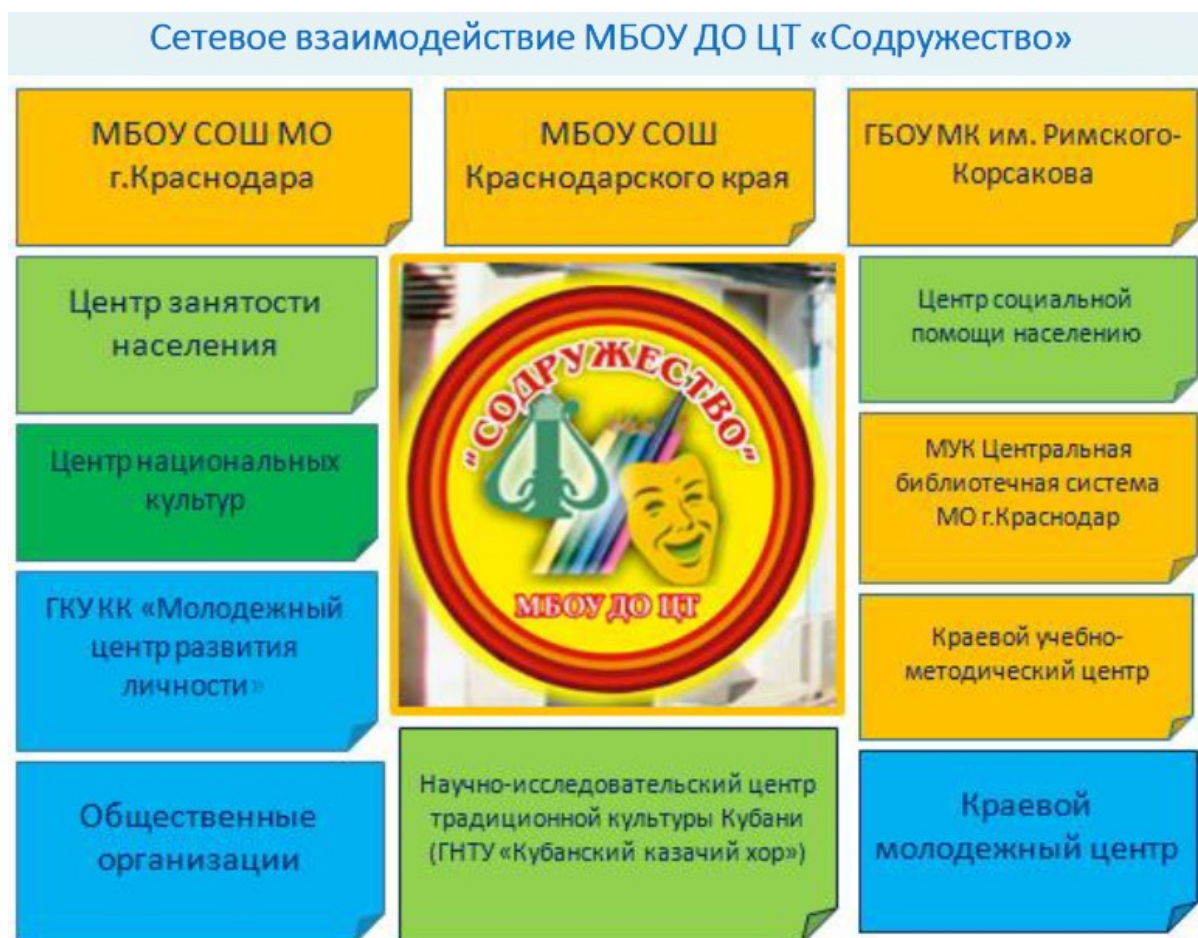 Сетевое взаимодействие МБОУ ДО ЦТ «Содружество»
МБОУ СОШ МО
г.Краснодара
МБОУ СОШ
Краснодарского края
ГБОУ МК им. Римского-
Корсакова
Центр занятости
населения
Центр социальной
помощи населению
"СОДРУЖЕСТВО"
МБОУ ДО ЦТ
Центр национальных
культур
МУК Центральная
библиотечная система
МО г.Краснодар
ГКУ КК «Молодежный
центр развития
личности»
Краевой учебно-
методический центр
Общественные
организации
Научно-исследовательский центр
традиционной культуры Кубани
(ГНТУ «Кубанский казачий хор»)
Краевой
молодежный центр